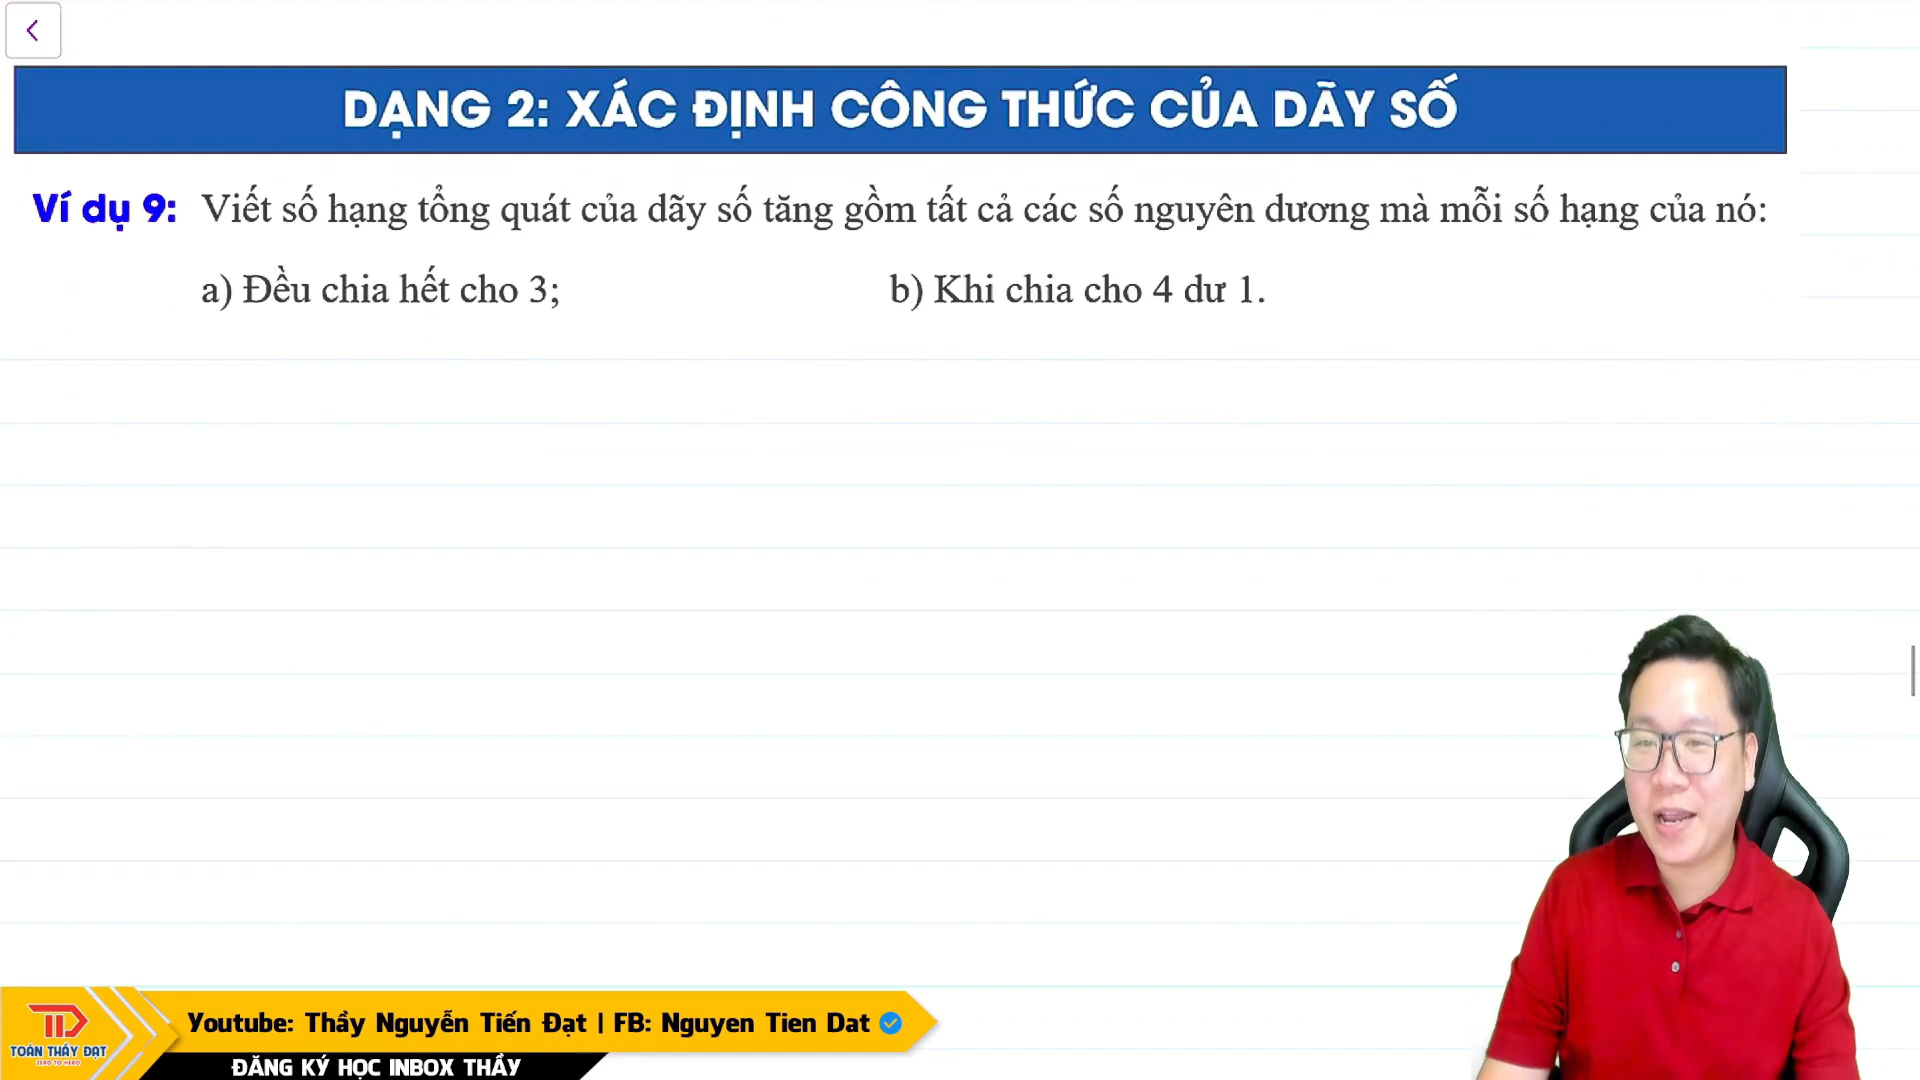 DẠNG 2: XÁC ĐỊNH CÔNG THỨC CỦA DÃY SỐ
Ví dụ 9: Viết số hạng tổng quát của dãy số tăng gồm tất cả các số nguyên dương mà mỗi số hạng của nó:
a) Đều chia hết cho 3; b) Khi chia cho 4 dư 1.
Youtube: Thầy Nguyễn Tiến Đạt | FB: Nguyen Tien Dat
TOÁN THẦY ĐẠT
ZERO TO HERO
ĐĂNG KÝ HỌC INBOX THẦY